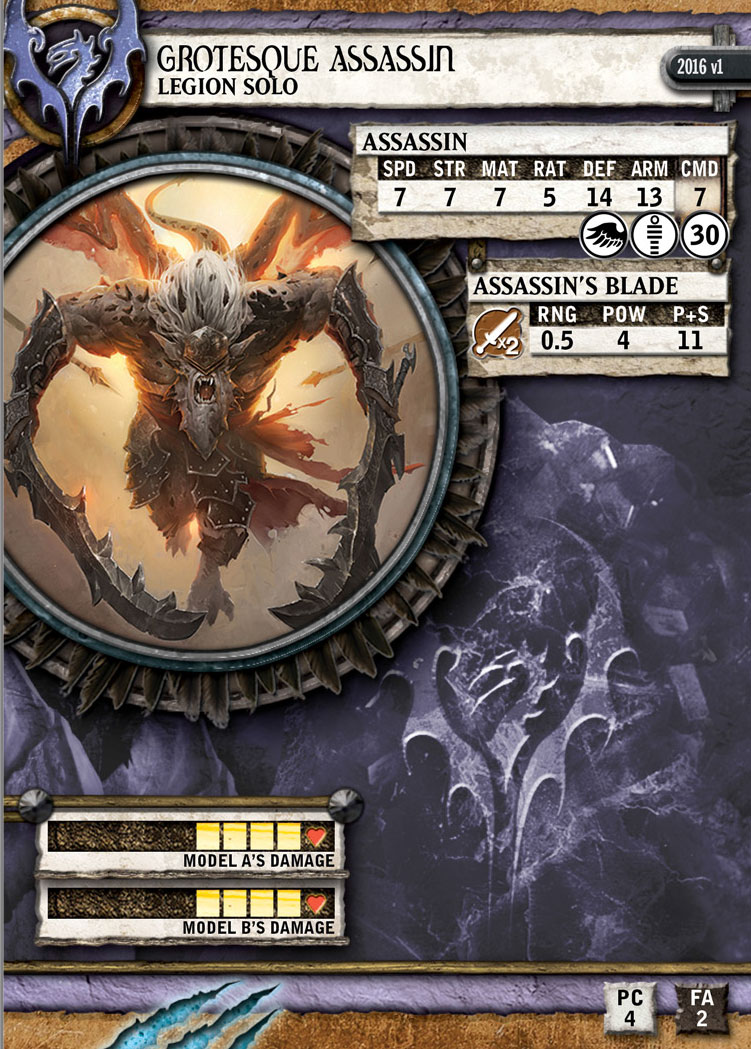 GROTESQUE ASSASSIN
LEGION SOLO
2016 v1
ASSASSIN
SPD STR MAT RAT DEF ARM CMD
7 7 7 5 14 13 7
30
ASSASSIN'S BLADE
RNG POW P+S
x2 0.5 4 11
MODEL A'S DAMAGE
MODEL B'S DAMAGE
PC FA
4 2